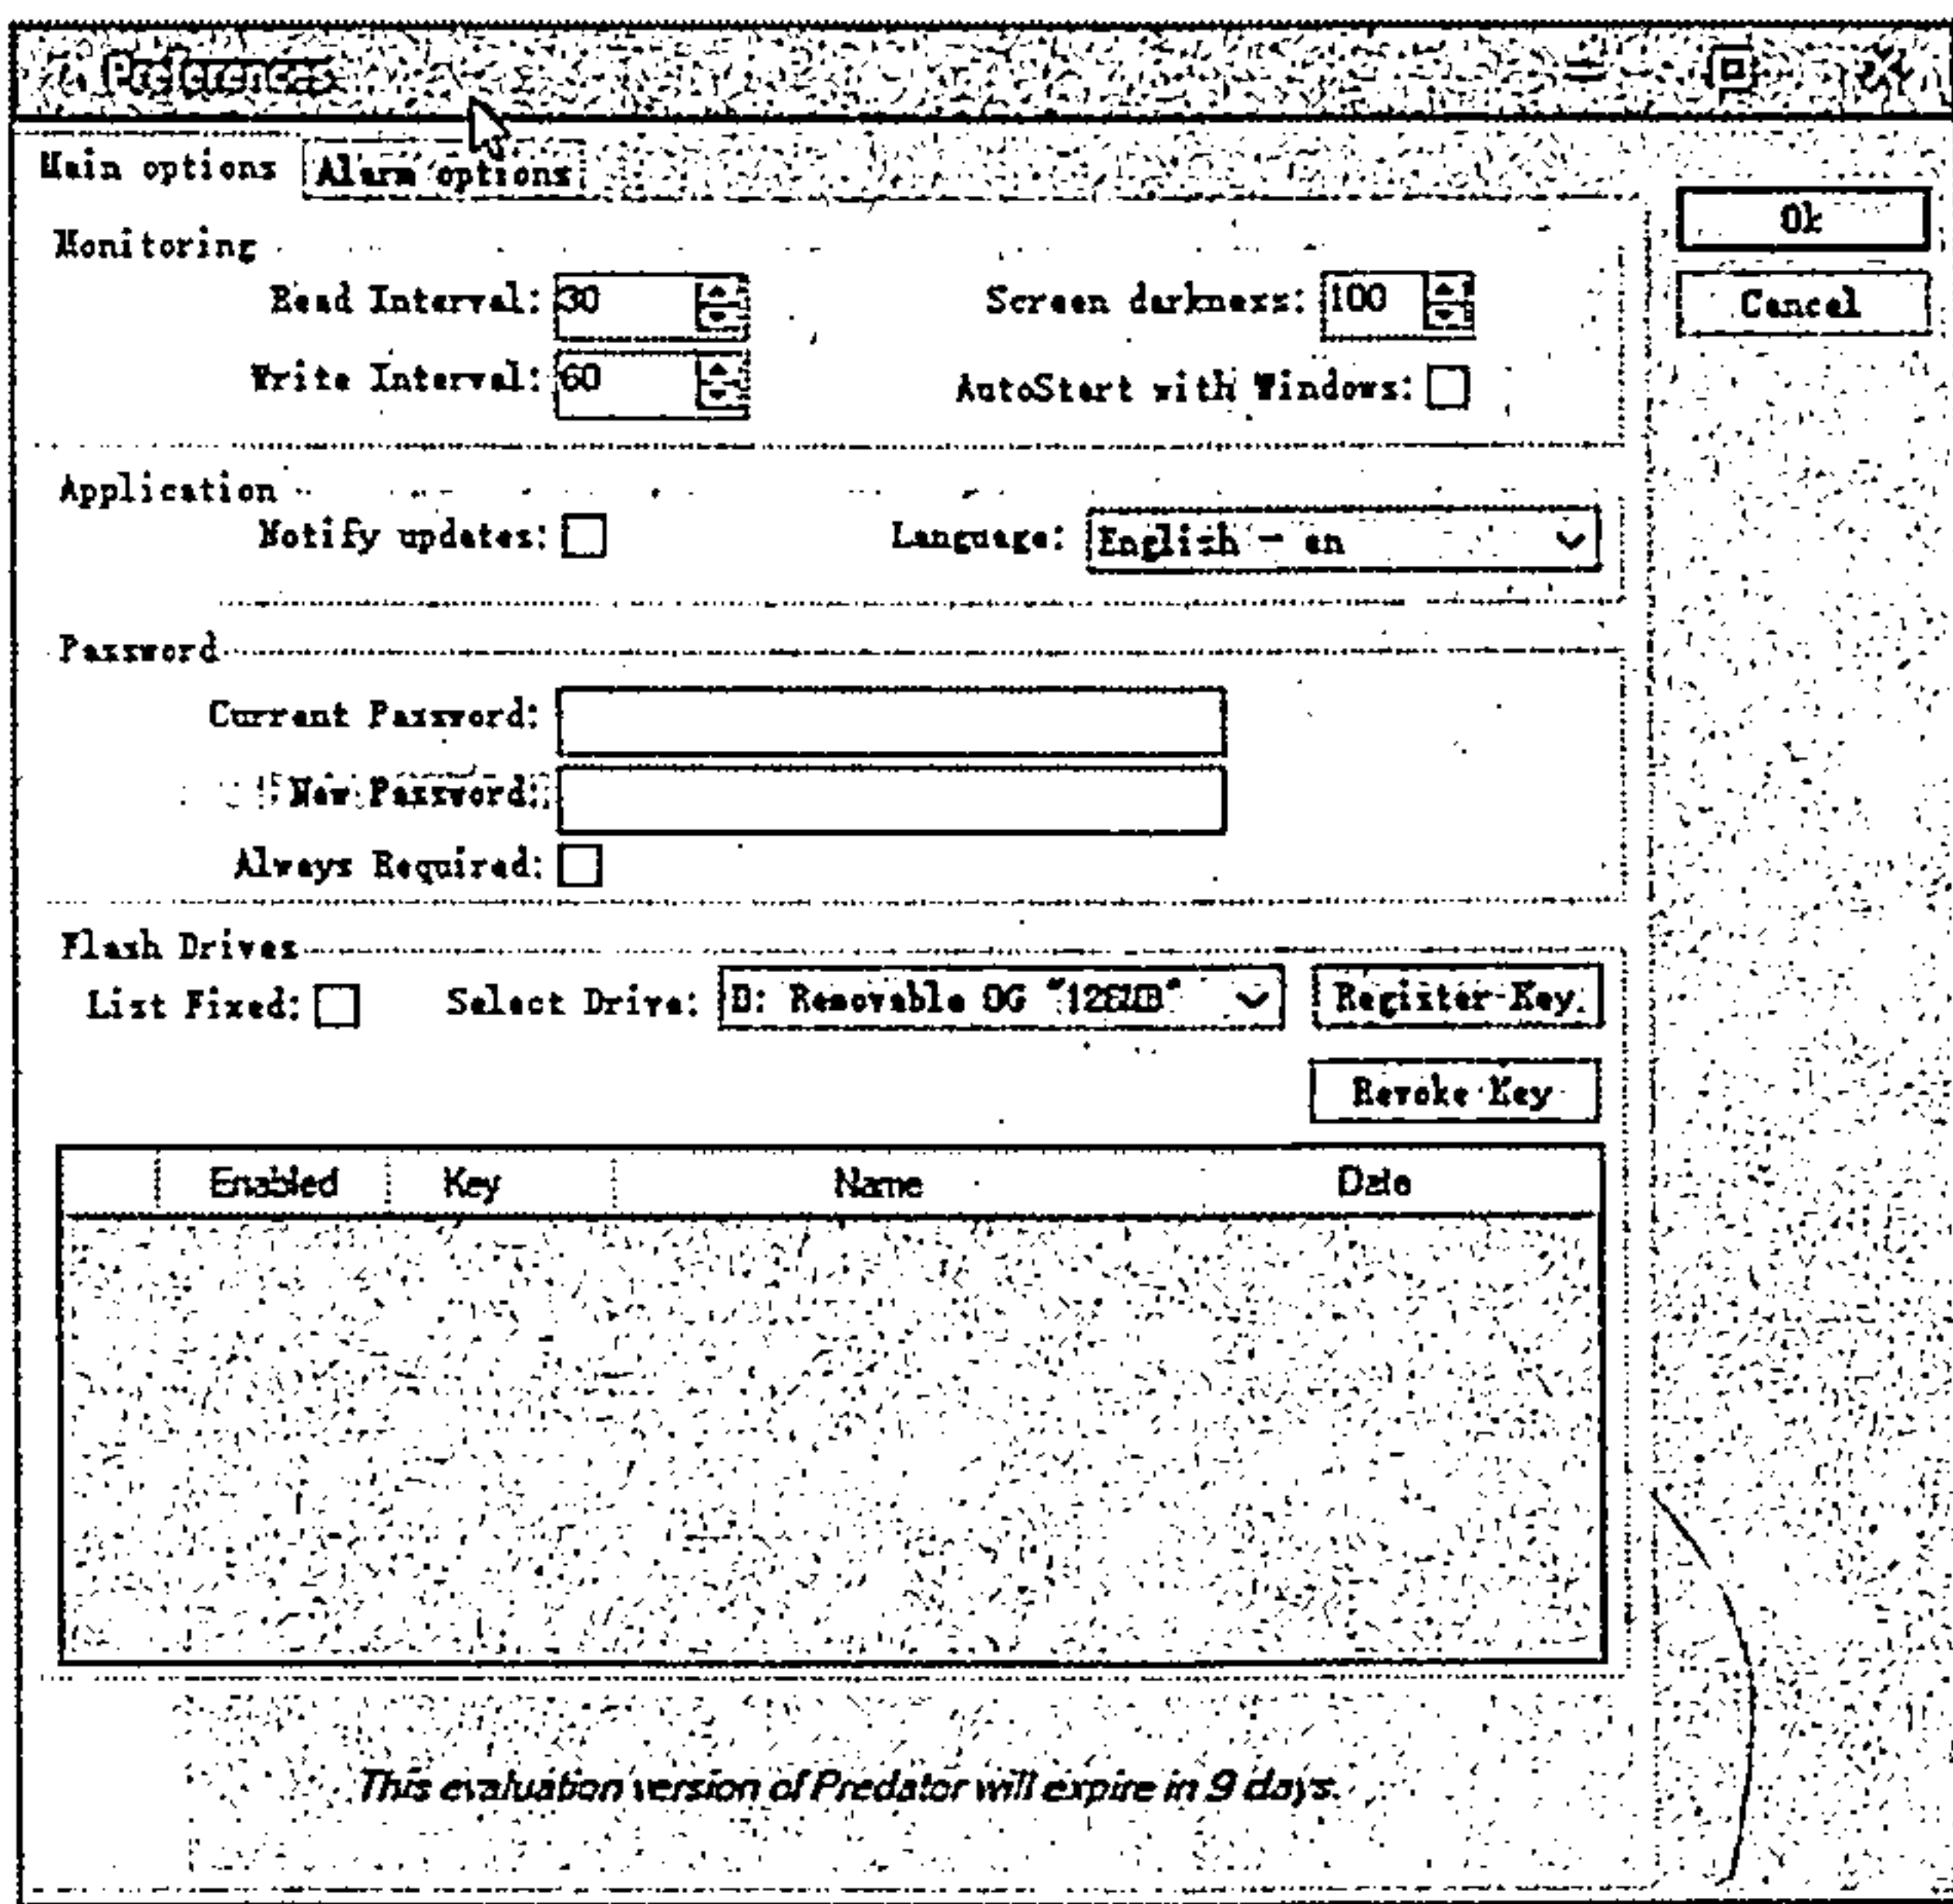 Preferences
Main options Alarm options
Ok
Monitoring
Read Interval: 30 Screen darkness: 100
Cancel
Write Interval: 60 AutoStart with Windows:
Application
Notify updates: Language: English - en
Password
Current Password:
New Password:
Always Required:
Flash Drives
List Fixed: Select Drive: D: Removable 0G "128MB" Register Key
Revoke Key
Enabled Key Name Date
This evaluation version of Predator will expire in 9 days.